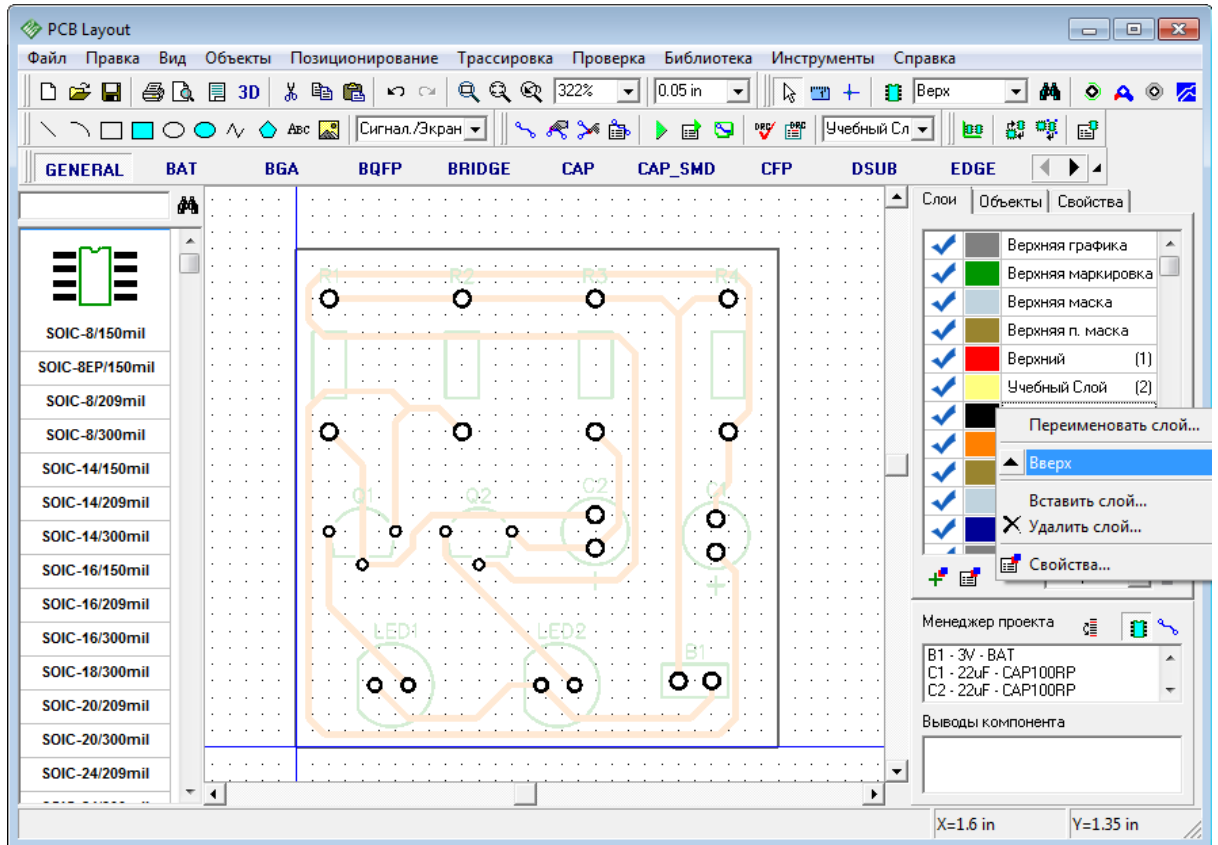 PCB Layout
Файл Правка Вид Объекты Позиционирование Трассировка Проверка Библиотека Инструменты Справка
3D 322% 0.05 in Верх
ABC Сигнал./Экран DRC DRC Учебный Сл
GENERAL BAT BGA BQFP BRIDGE CAP CAP_SMD CFP DSUB EDGE
SOIC-8/150mil
SOIC-8EP/150mil
SOIC-8/209mil
SOIC-8/300mil
SOIC-14/150mil
SOIC-14/209mil
SOIC-14/300mil
SOIC-16/150mil
SOIC-16/209mil
SOIC-16/300mil
SOIC-18/300mil
SOIC-20/209mil
SOIC-20/300mil
SOIC-24/209mil
R1 R2 R3 R4
Q1 Q2 C2 C1
LED1 LED2 B1
Слои Объекты Свойства
Верхняя графика
Верхняя маркировка
Верхняя маска
Верхняя п. маска
Верхний (1)
Учебный Слой (2)
Переименовать слой...
Вверх
Вставить слой...
Удалить слой...
Свойства...
Менеджер проекта
B1 - 3V - BAT
C1 - 22uF - CAP100RP
C2 - 22uF - CAP100RP
Выводы компонента
X=1.6 in Y=1.35 in